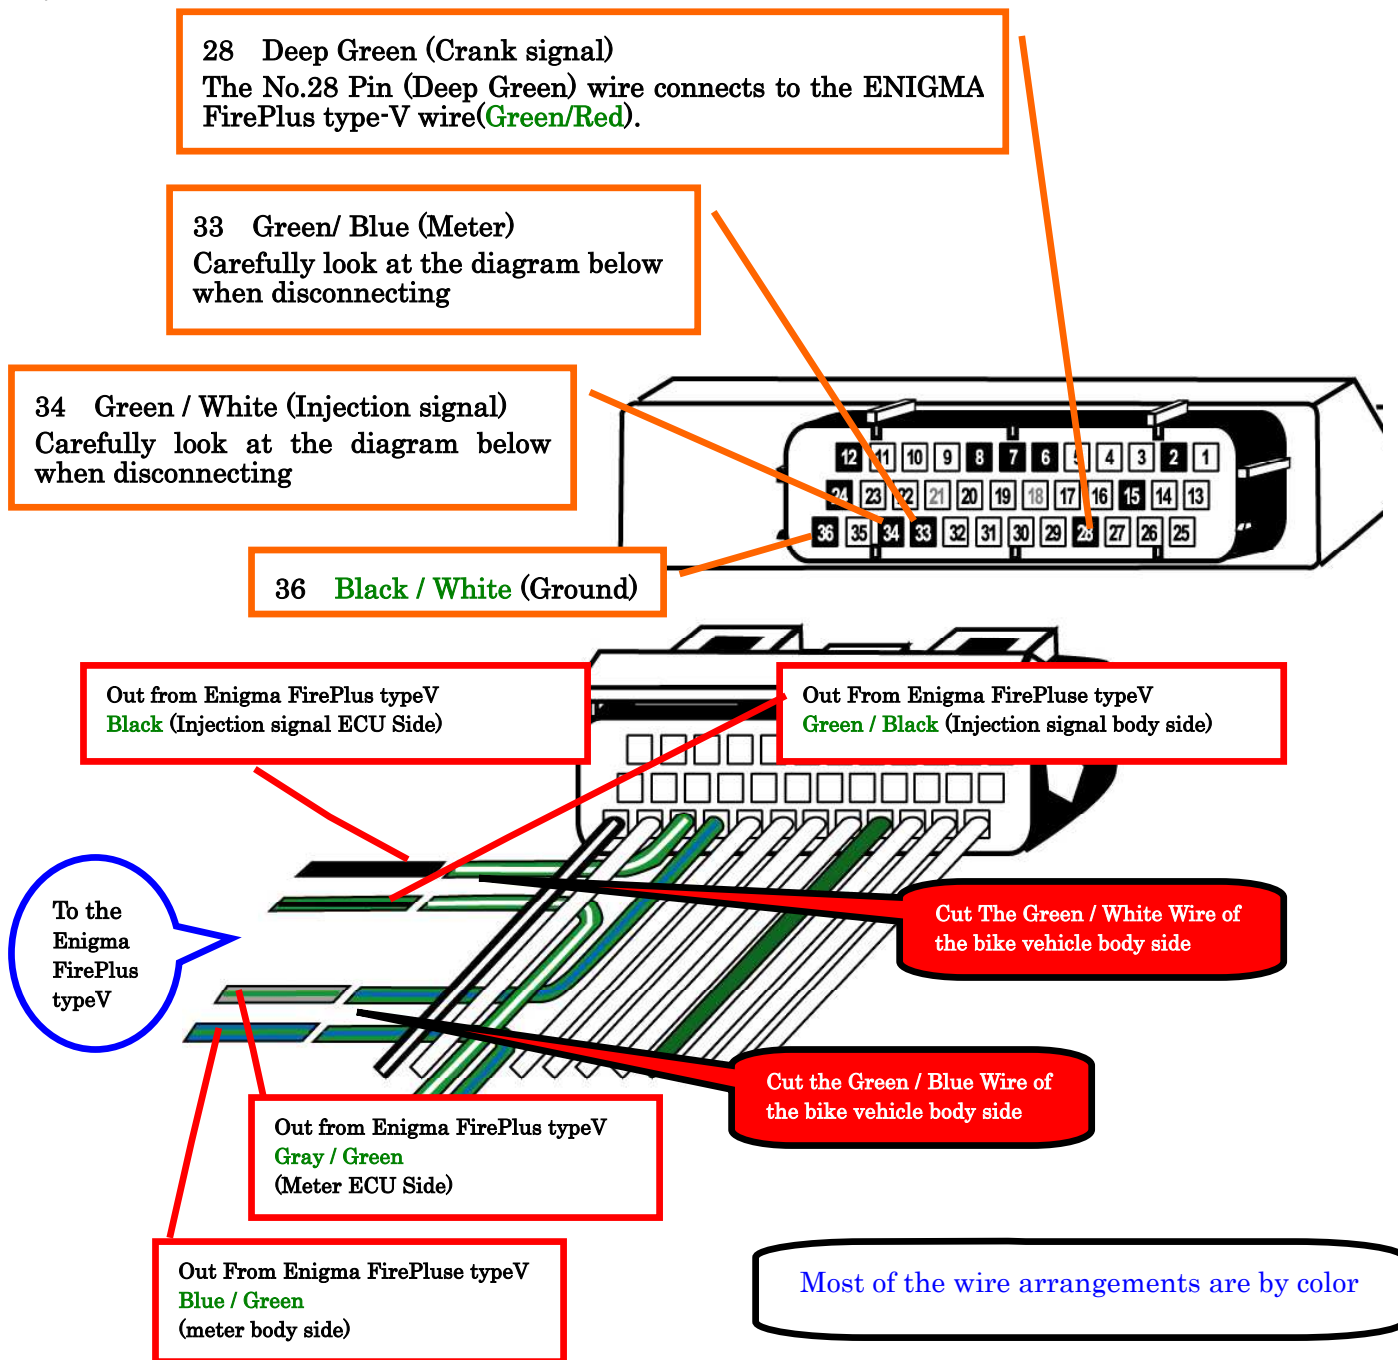 28 Deep Green (Crank signal)
The No.28 Pin (Deep Green) wire connects to the ENIGMA
FirePlus type-V wire(Green/Red).
33 Green/ Blue (Meter)
Carefully look at the diagram below
when disconnecting
34 Green / White (Injection signal)
Carefully look at the diagram below
when disconnecting
12 11 10 9 8 7 6 5 4 3 2 1
24 23 22 21 20 19 18 17 16 15 14 13
36 35 34 33 32 31 30 29 28 27 26 25
36 Black / White (Ground)
Out from Enigma FirePlus typeV
Black (Injection signal ECU Side)
Out From Enigma FirePluse typeV
Green / Black (Injection signal body side)
To the
Enigma
FirePlus
typeV
Cut The Green / White Wire of
the bike vehicle body side
Cut the Green / Blue Wire of
the bike vehicle body side
Out from Enigma FirePlus typeV
Gray / Green
(Meter ECU Side)
Out From Enigma FirePluse typeV
Blue / Green
(meter body side)
Most of the wire arrangements are by color